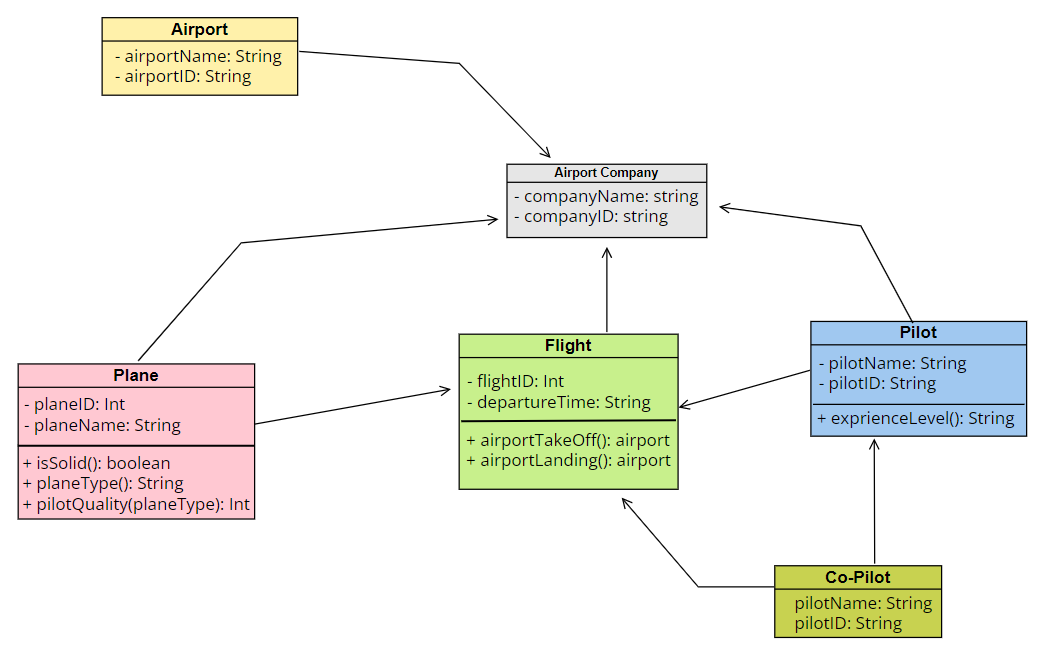 Airport
- airportName: String
- airportID: String
Airport Company
- companyName: string
- companyID: string
Flight
- flightID: Int
- departureTime: String
+ airportTakeOff(): airport
+ airportLanding(): airport
Pilot
- pilotName: String
- pilotID: String
+ exprienceLevel(): String
Plane
- planeID: Int
- planeName: String
+ isSolid(): boolean
+ planeType(): String
+ pilotQuality(planeType): Int
Co-Pilot
pilotName: String
pilotID: String